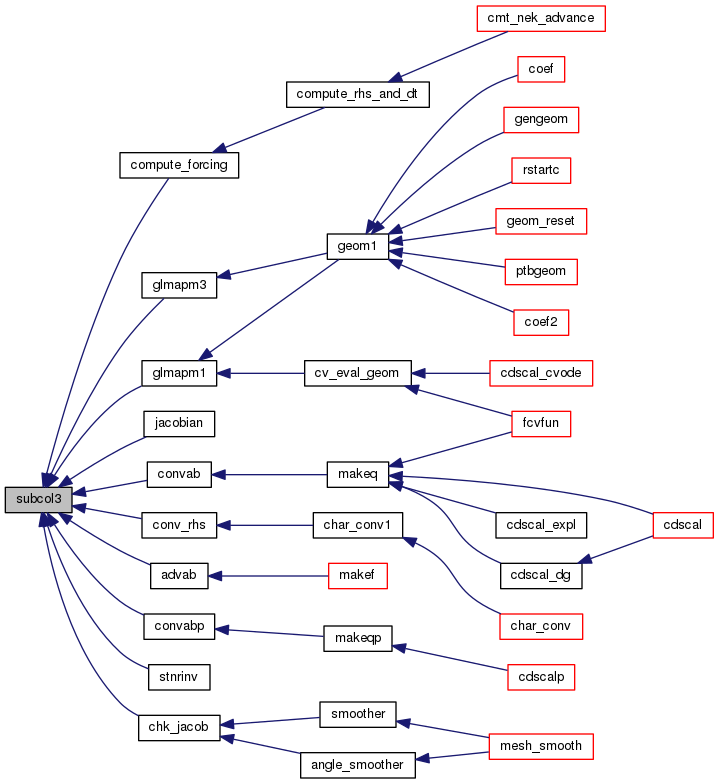 cmt_nek_advance
coef
compute_rhs_and_dt
gengeom
compute_forcing
rstartc
geom_reset
geom1
ptbgeom
glmapm3
coef2
glmapm1
cv_eval_geom
cdscal_cvode
jacobian
fcvfun
convab
makeq
subcol3
conv_rhs
char_conv1
cdscal_expl
cdscal
advab
makef
cdscal_dg
convabp
char_conv
makeqp
stnrinv
cdscalp
smoother
chk_jacob
mesh_smooth
angle_smoother